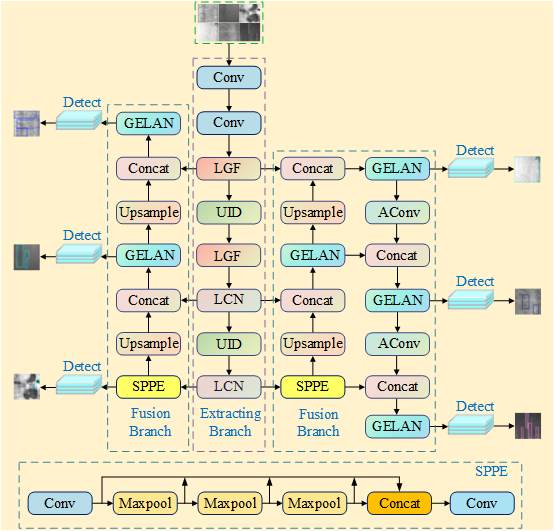 Conv
Detect
GELAN
Conv
Concat
LGF
Concat
GELAN
Detect
Upsample
UID
Upsample
AConv
Detect
GELAN
LGF
GELAN
Concat
Concat
LCN
Concat
GELAN
Detect
Upsample
UID
Upsample
AConv
Detect
SPPE
LCN
SPPE
Concat
Fusion
Branch
Extracting
Branch
Fusion
Branch
GELAN
Detect
SPPE
Conv
Maxpool
Maxpool
Maxpool
Concat
Conv